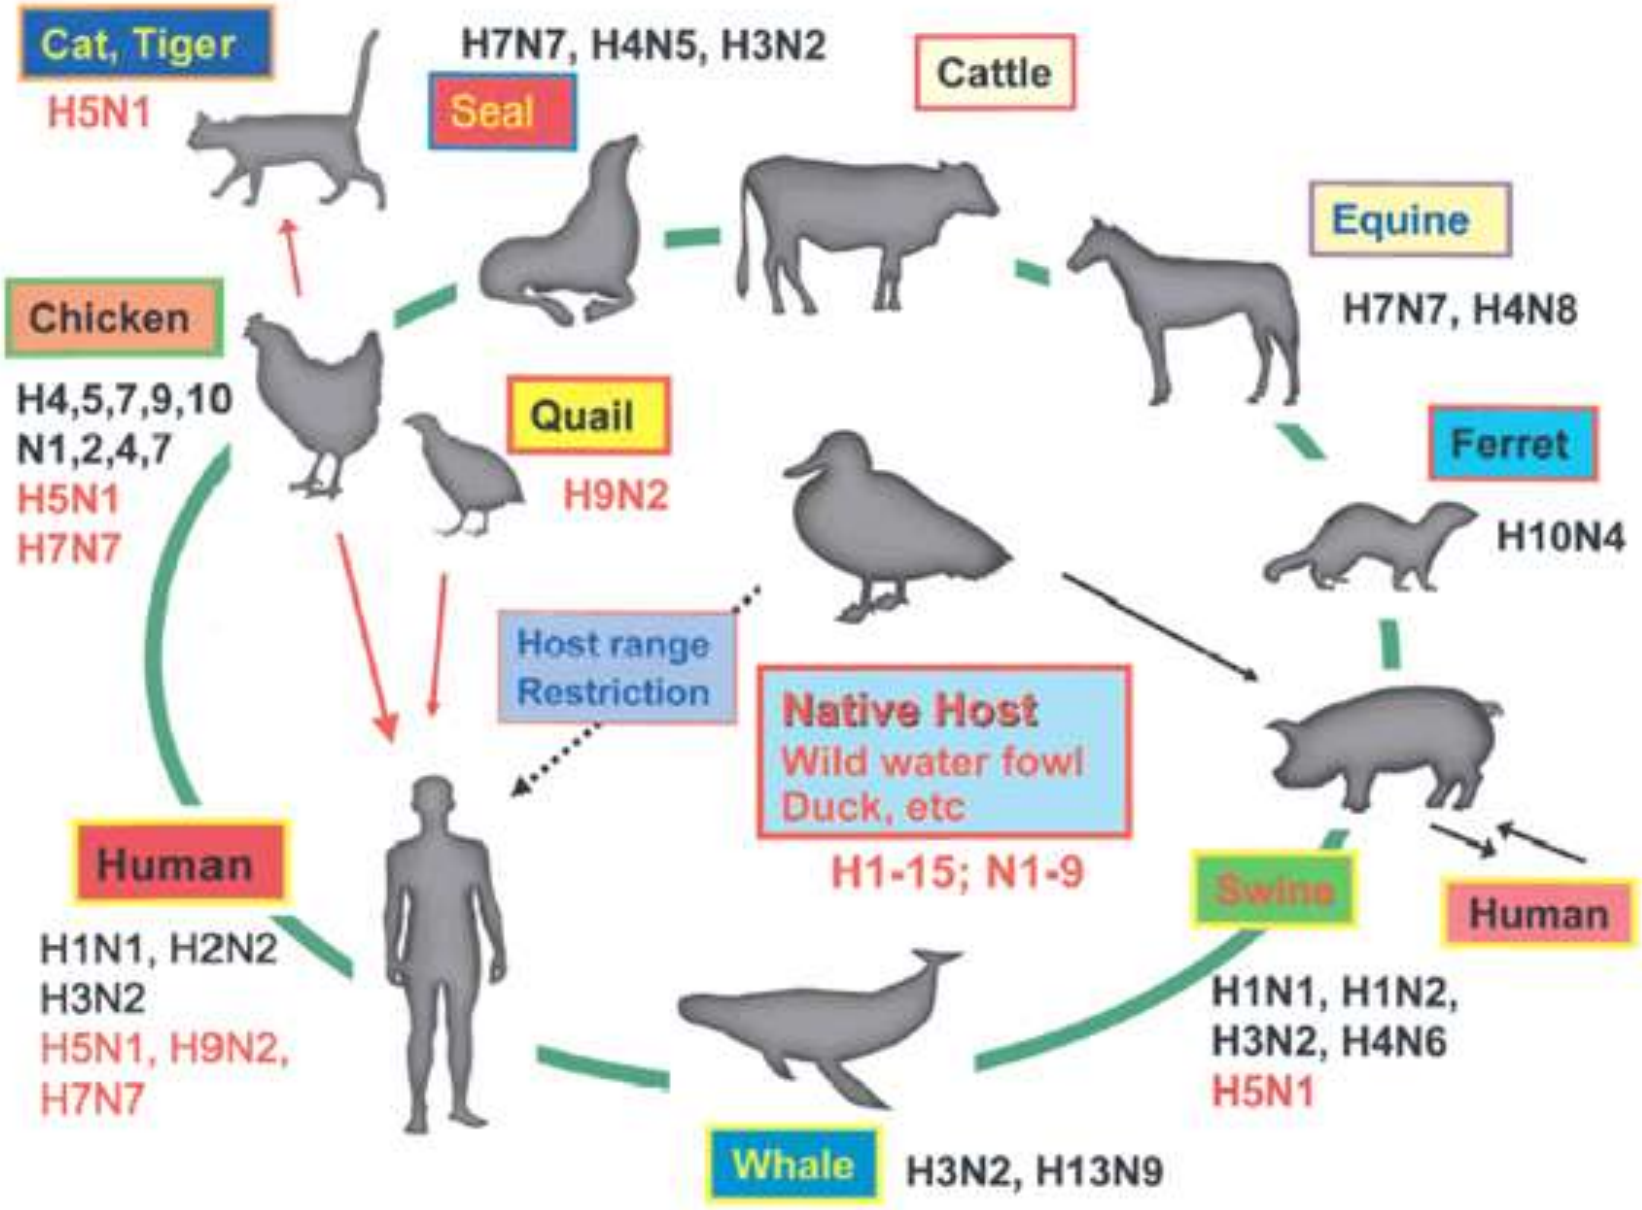 Cat, Tiger
H5N1
H7N7, H4N5, H3N2
Seal
Cattle
Equine
H7N7, H4N8
Chicken
H4,5,7,9,10
N1,2,4,7
H5N1
H7N7
Quail
H9N2
Ferret
H10N4
Host range
Restriction
Native Host
Wild water fowl
Duck, etc
H1-15; N1-9
Human
H1N1, H2N2
H3N2
H5N1, H9N2,
H7N7
Swine
Human
H1N1, H1N2,
H3N2, H4N6
H5N1
Whale
H3N2, H13N9